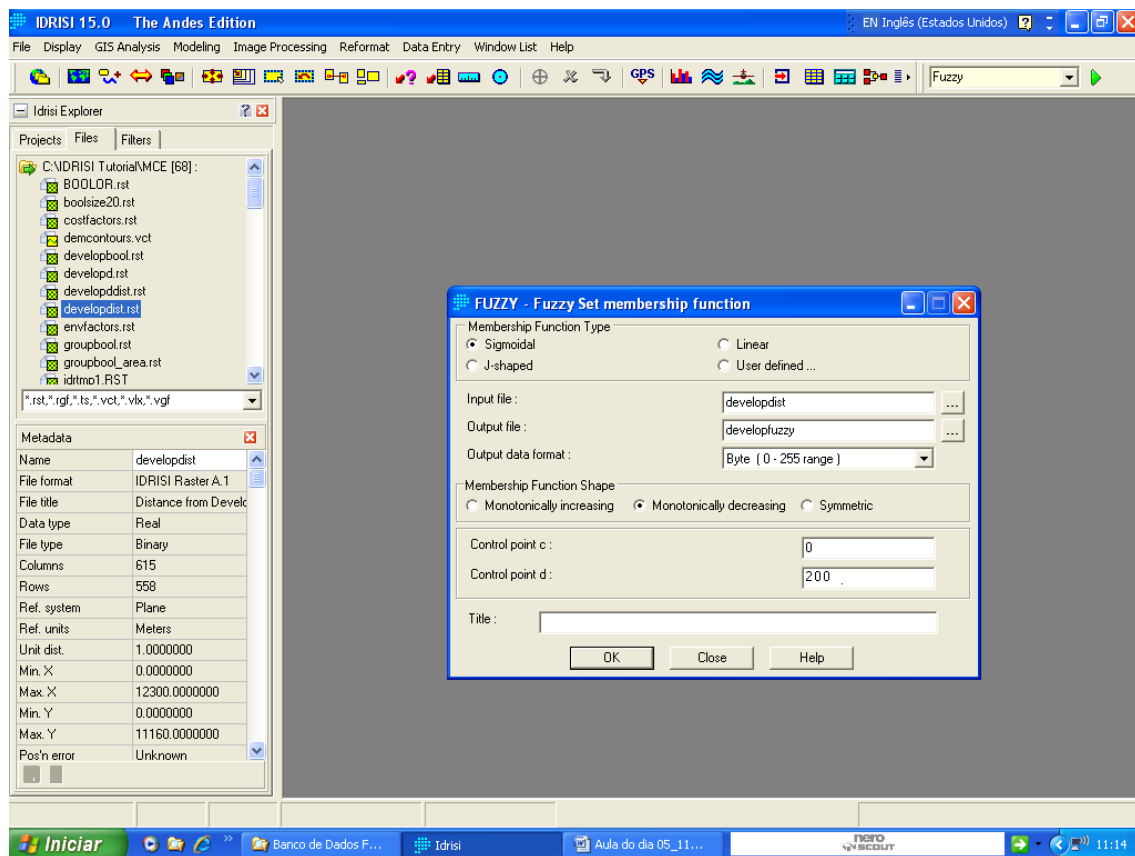 IDRISI 15.0 The Andes Edition
EN Inglês (Estados Unidos)
File Display GIS Analysis Modeling Image Processing Reformat Data Entry Window List Help
GPS
Fuzzy
Idrisi Explorer
Projects Files Filters
C:\IDRISI Tutorial\MCE [68] :
BOOLOR.rst
boolsize20.rst
costfactors.rst
demcontours.vct
developbool.rst
developd.rst
developddist.rst
developdist.rst
envfactors.rst
groupbool.rst
groupbool_area.rst
idrtmp1.RST
*.rst,*.rgf,*.ts,*.vct,*.vlx,*.vgf
Metadata
Name developdist
File format IDRISI Raster A.1
File title Distance from Develc
Data type Real
File type Binary
Columns 615
Rows 558
Ref. system Plane
Ref. units Meters
Unit dist. 1.0000000
Min. X 0.0000000
Max. X 12300.0000000
Min. Y 0.0000000
Max. Y 11160.0000000
Pos'n error Unknown
FUZZY - Fuzzy Set membership function
Membership Function Type
Sigmoidal Linear
J-shaped User defined ...
Input file : developdist ...
Output file : developfuzzy ...
Output data format : Byte ( 0 - 255 range )
Membership Function Shape
Monotonically increasing Monotonically decreasing Symmetric
Control point c : 0
Control point d : 200
Title :
OK Close Help
Iniciar
Banco de Dados F...
Idrisi
Aula do dia 05_11...
nero SCOUT
11:14